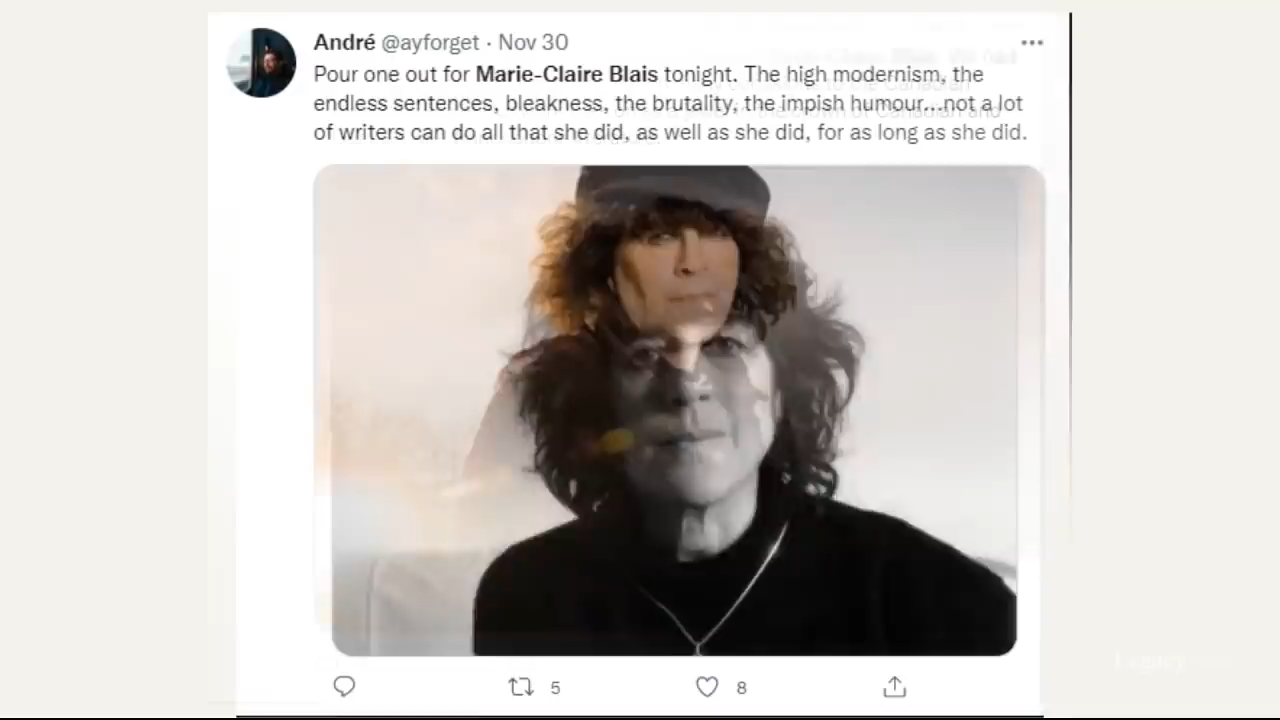 André @ayforget · Nov 30
Pour one out for Marie-Claire Blais tonight. The high modernism, the
endless sentences, bleakness, the brutality, the impish humour...not a lot
of writers can do all that she did, as well as she did, for as long as she did.
5 8
Legacy